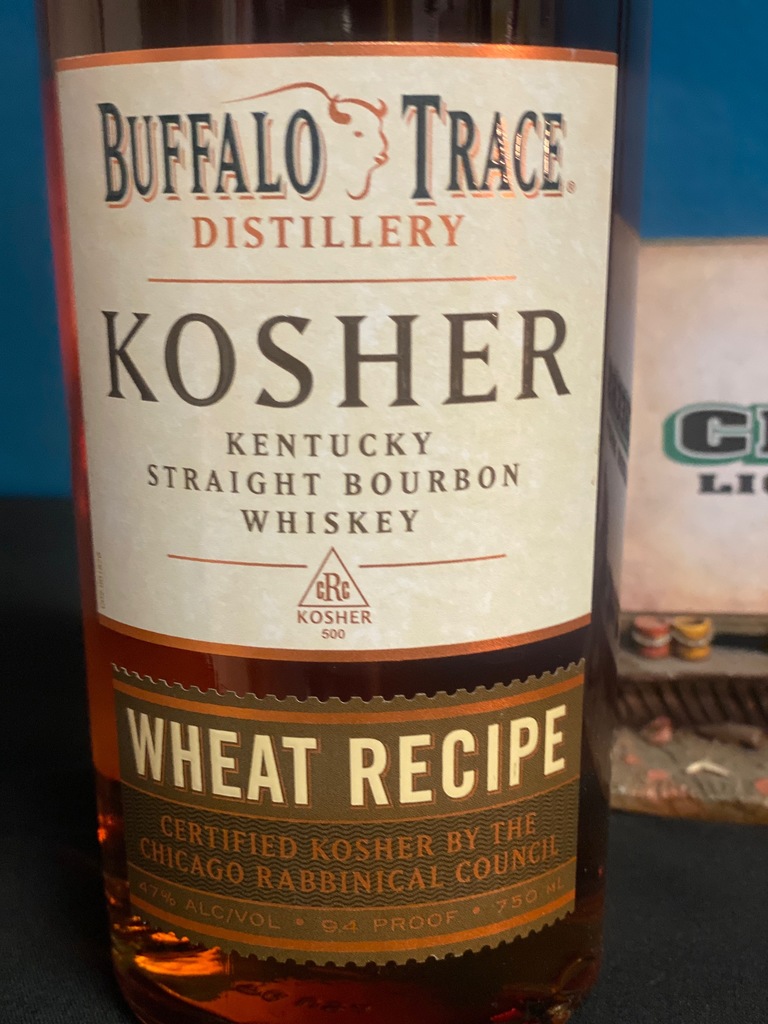 BUFFALO TRACE®
DISTILLERY
KOSHER
KENTUCKY
STRAIGHT BOURBON
WHISKEY
cRc
KOSHER
500
WHEAT RECIPE
CERTIFIED KOSHER BY THE
CHICAGO RABBINICAL COUNCIL
47% ALC/VOL • 94 PROOF • 750 ML